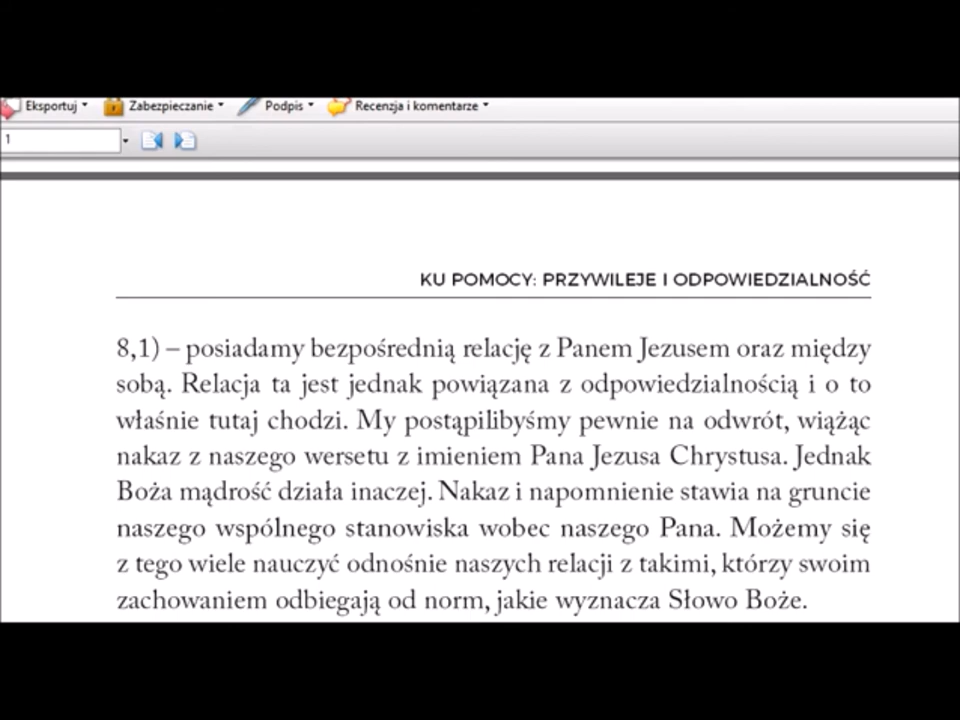 Eksportuj Zabezpieczanie Podpis Recenzja i komentarze
1
KU POMOCY: PRZYWILEJE I ODPOWIEDZIALNOŚĆ
8,1) – posiadamy bezpośrednią relację z Panem Jezusem oraz między
sobą. Relacja ta jest jednak powiązana z odpowiedzialnością i o to
właśnie tutaj chodzi. My postąpilibyśmy pewnie na odwrót, wiążąc
nakaz z naszego wersetu z imieniem Pana Jezusa Chrystusa. Jednak
Boża mądrość działa inaczej. Nakaz i napomnienie stawia na gruncie
naszego wspólnego stanowiska wobec naszego Pana. Możemy się
z tego wiele nauczyć odnośnie naszych relacji z takimi, którzy swoim
zachowaniem odbiegają od norm, jakie wyznacza Słowo Boże.